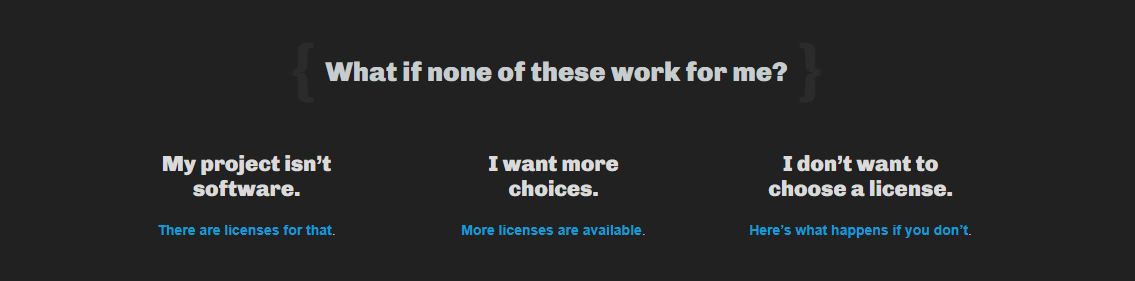 { What if none of these work for me? }
My project isn’t
software.
There are licenses for that.
I want more
choices.
More licenses are available.
I don’t want to
choose a license.
Here’s what happens if you don’t.